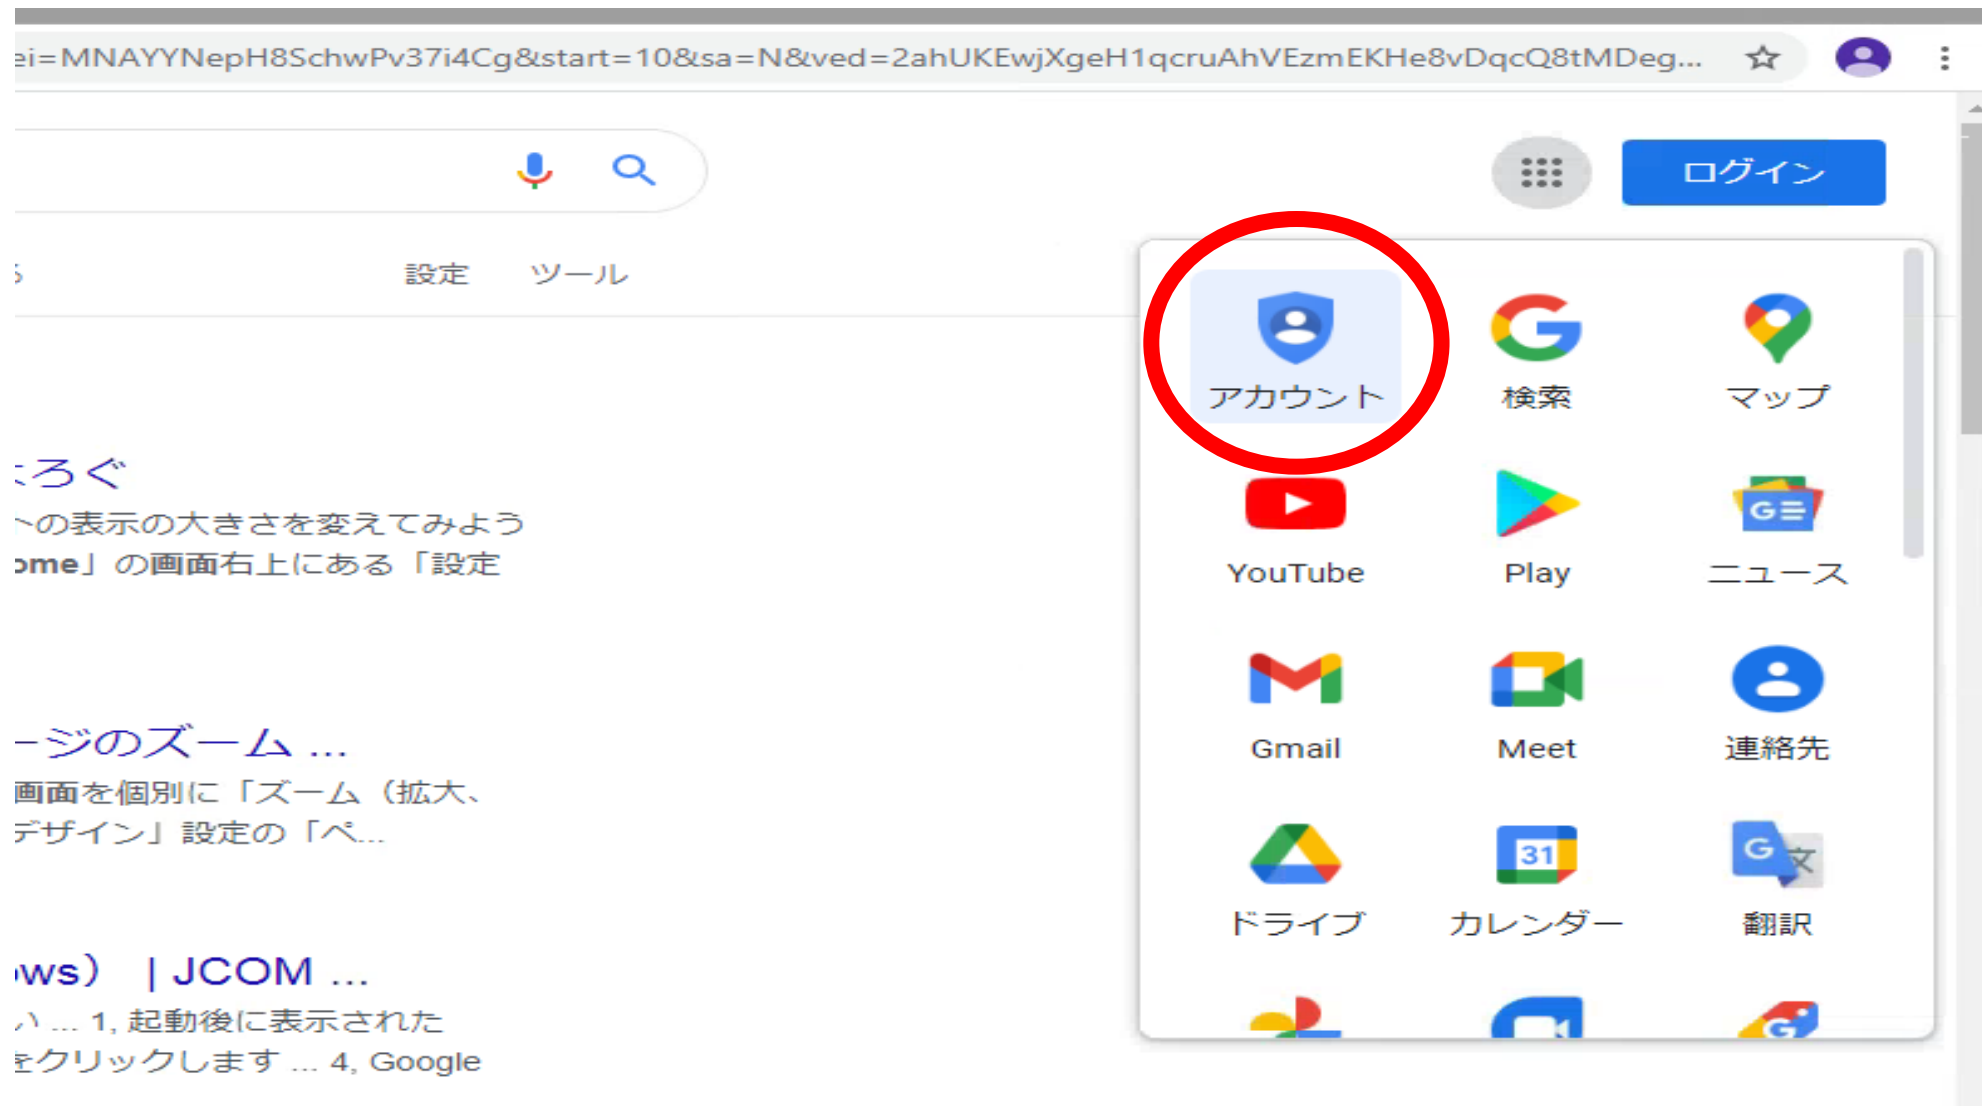 ei=MNAYYNepH8SchwPv37i4Cg&start=10&sa=N&ved=2ahUKEwjXgeH1qcruAhVEzmEKHe8vDqcQ8tMDeg...
ログイン
設定 ツール
アカウント 検索 マップ
ろぐ
への表示の大きさを変えてみよう
ome」の画面右上にある「設定
YouTube Play ニュース
ージのズーム ...
画面を個別に「ズーム（拡大、
デザイン」設定の「ペ...
Gmail Meet 連絡先
31
ドライブ カレンダー 翻訳
ows） | JCOM ...
い ... 1, 起動後に表示された
をクリックします ... 4, Google